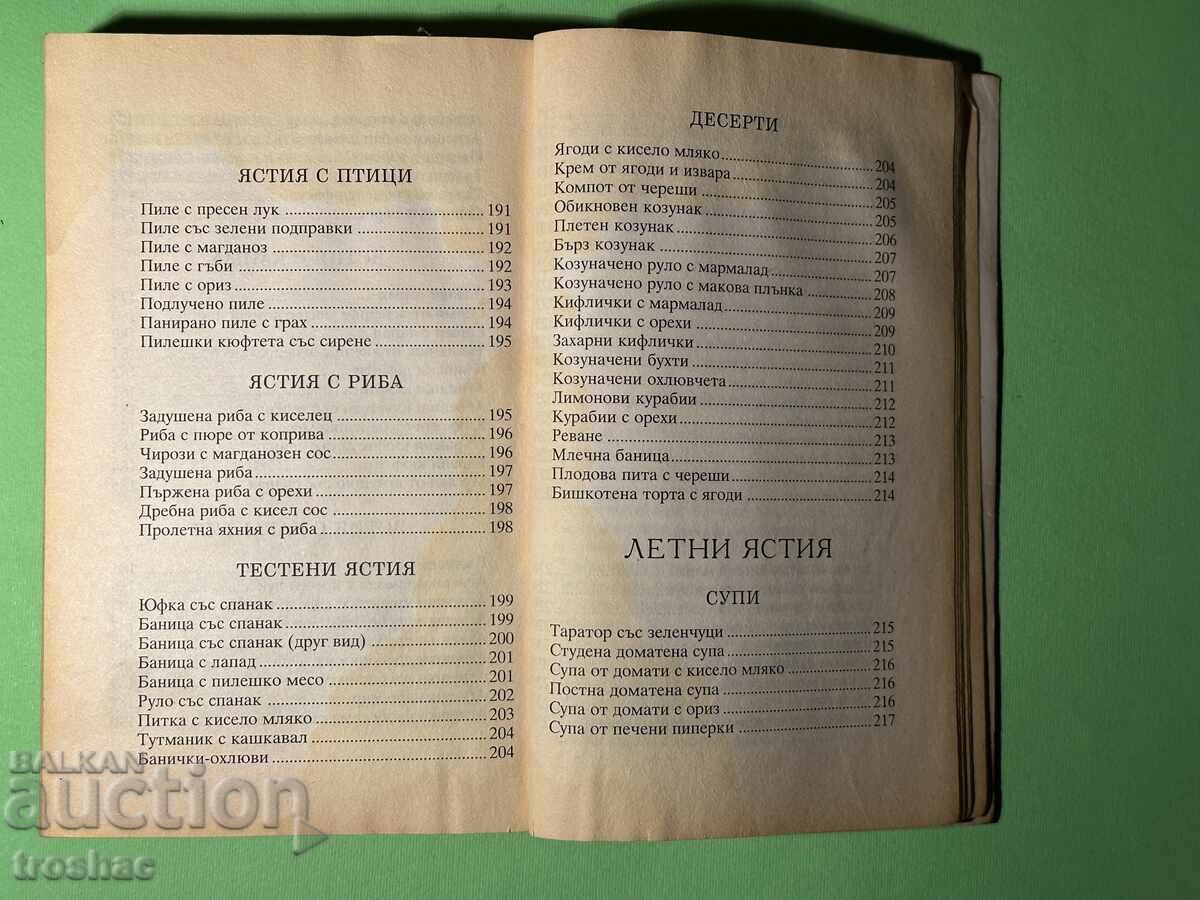 ЯСТИЯ С ПТИЦИ
Пиле с пресен лук ........ 191
Пиле със зелени подправки ........ 191
Пиле с магданоз ........ 192
Пиле с гъби ........ 192
Пиле с ориз ........ 193
Подлучено пиле ........ 194
Панирано пиле с грах ........ 194
Пилешки кюфтета със сирене ........ 195
ЯСТИЯ С РИБА
Задушена риба с киселец ........ 195
Риба с пюре от коприва ........ 196
Чирози с магданозен сос ........ 196
Задушена риба ........ 197
Пържена риба с орехи ........ 197
Дребна риба с кисел сос ........ 198
Пролетна яхния с риба ........ 198
ТЕСТЕНИ ЯСТИЯ
Юфка със спанак ........ 199
Баница със спанак ........ 199
Баница със спанак (друг вид) ........ 200
Баница с лапад ........ 201
Баница с пилешко месо ........ 201
Руло със спанак ........ 202
Питка с кисело мляко ........ 203
Тутманик с кашкавал ........ 204
Банички-охлюви ........ 204
ДЕСЕРТИ
Ягоди с кисело мляко ........ 204
Крем от ягоди и извара ........ 204
Компот от череши ........ 205
Обикновен козунак ........ 205
Плетен козунак ........ 206
Бърз козунак ........ 207
Козуначено руло с мармалад ........ 207
Козуначено руло с макова плънка ........ 208
Кифлички с мармалад ........ 209
Кифлички с орехи ........ 209
Захарни кифлички ........ 210
Козуначени бухти ........ 211
Козуначени охлювчета ........ 211
Лимонови курабии ........ 212
Курабии с орехи ........ 212
Реване ........ 213
Млечна баница ........ 213
Плодова пита с череши ........ 214
Бишкотена торта с ягоди ........ 214
ЛЕТНИ ЯСТИЯ
СУПИ
Таратор със зеленчуци ........ 215
Студена доматена супа ........ 215
Супа от домати с кисело мляко ........ 216
Постна доматена супа ........ 216
Супа от домати с ориз ........ 216
Супа от печени пиперки ........ 217
BALKAN
auction
troshac